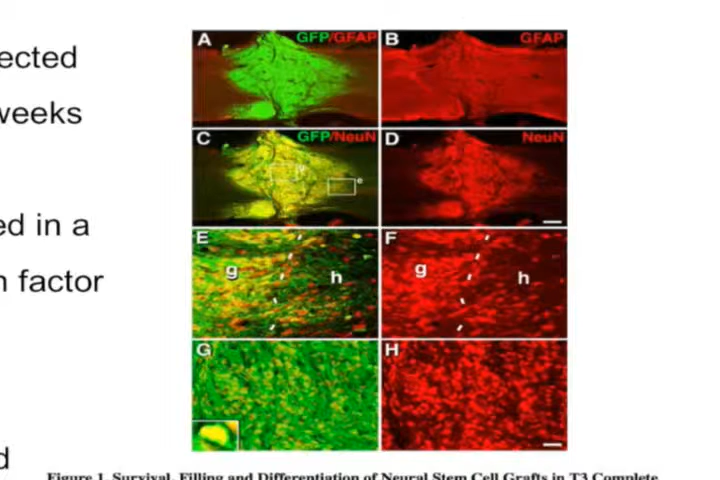 ected
weeks
ed in a
n factor
d
A GFP/GFAP
B GFAP
C GFP/NeuN
e
D NeuN
E g h
F g h
G
H
Figure 1. Survival, Filling and Differentiation of Neural Stem Cell Grafts in T3 Complete